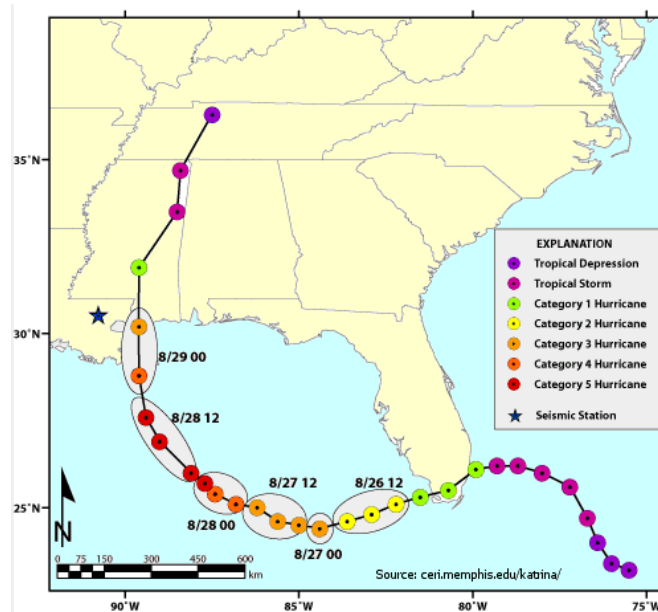 35°N
30°N
25°N
90°W
85°W
80°W
75°W
EXPLANATION
Tropical Depression
Tropical Storm
Category 1 Hurricane
Category 2 Hurricane
Category 3 Hurricane
Category 4 Hurricane
Category 5 Hurricane
Seismic Station
8/29 00
8/28 12
8/27 12
8/26 12
8/28 00
8/27 00
N
0 75 150 300 450 600
km
Source: ceri.memphis.edu/katrina/